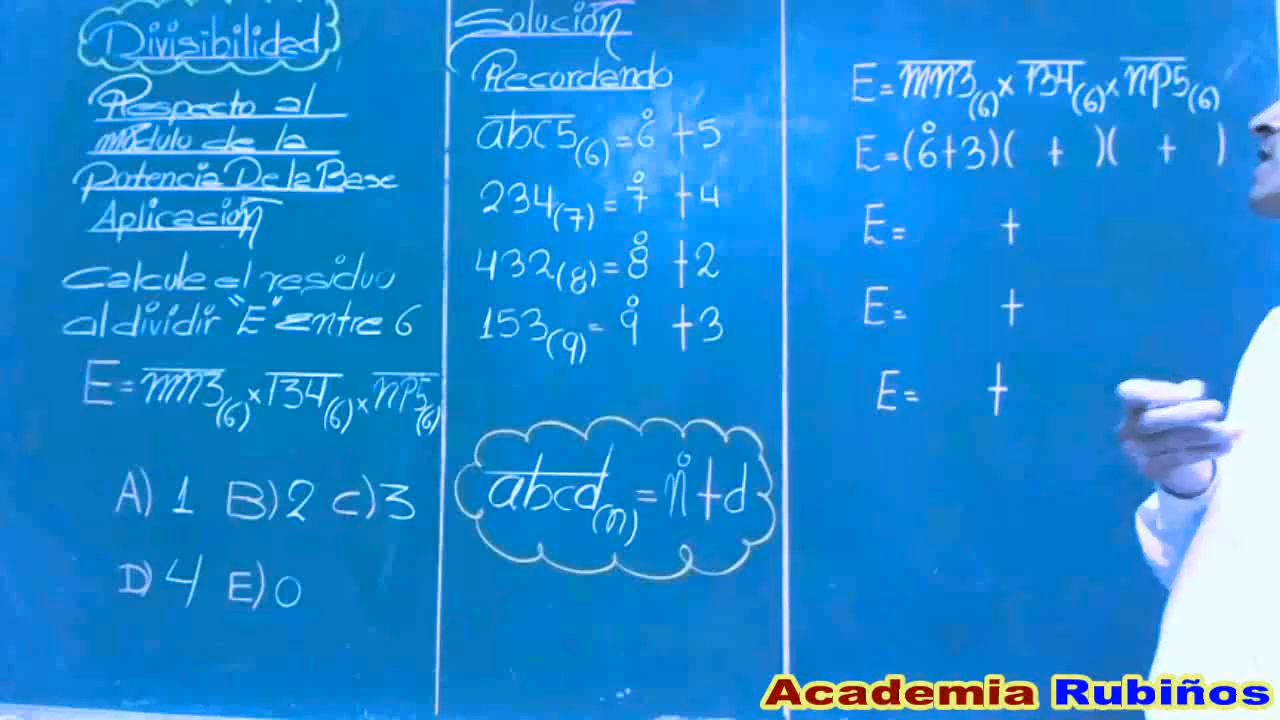 Divisibilidad
Respecto al
módulo de la
Potencia De la Base
Aplicación
Calcule el residuo
al dividir "E" entre 6
E = mn3(6) × 134(6) × np5(6)
A) 1 B) 2 C) 3
D) 4 E) 0
Solución
Recordando
abc5(6) = 6̊ + 5
234(7) = 7̊ + 4
432(8) = 8̊ + 2
153(9) = 9̊ + 3
abcd(n) = n̊ + d
E = mn3(6) × 134(6) × np5(6)
E = (6̊ + 3)( + )( + )
E = +
E = +
E = +
Academia Rubiños